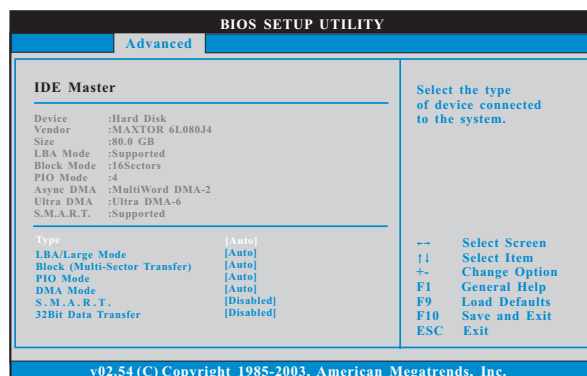 BIOS SETUP UTILITY
Advanced
IDE Master
Device :Hard Disk
Vendor :MAXTOR 6L080J4
Size :80.0 GB
LBA Mode :Supported
Block Mode :16Sectors
PIO Mode :4
Async DMA :MultiWord DMA-2
Ultra DMA :Ultra DMA-6
S.M.A.R.T. :Supported
Type [Auto]
LBA/Large Mode [Auto]
Block (Multi-Sector Transfer) [Auto]
PIO Mode [Auto]
DMA Mode [Auto]
S.M.A.R.T. [Disabled]
32Bit Data Transfer [Disabled]
Select the type
of device connected
to the system.
←→ Select Screen
↑↓ Select Item
+- Change Option
F1 General Help
F9 Load Defaults
F10 Save and Exit
ESC Exit
v02.54 (C) Copyright 1985-2003, American Megatrends, Inc.